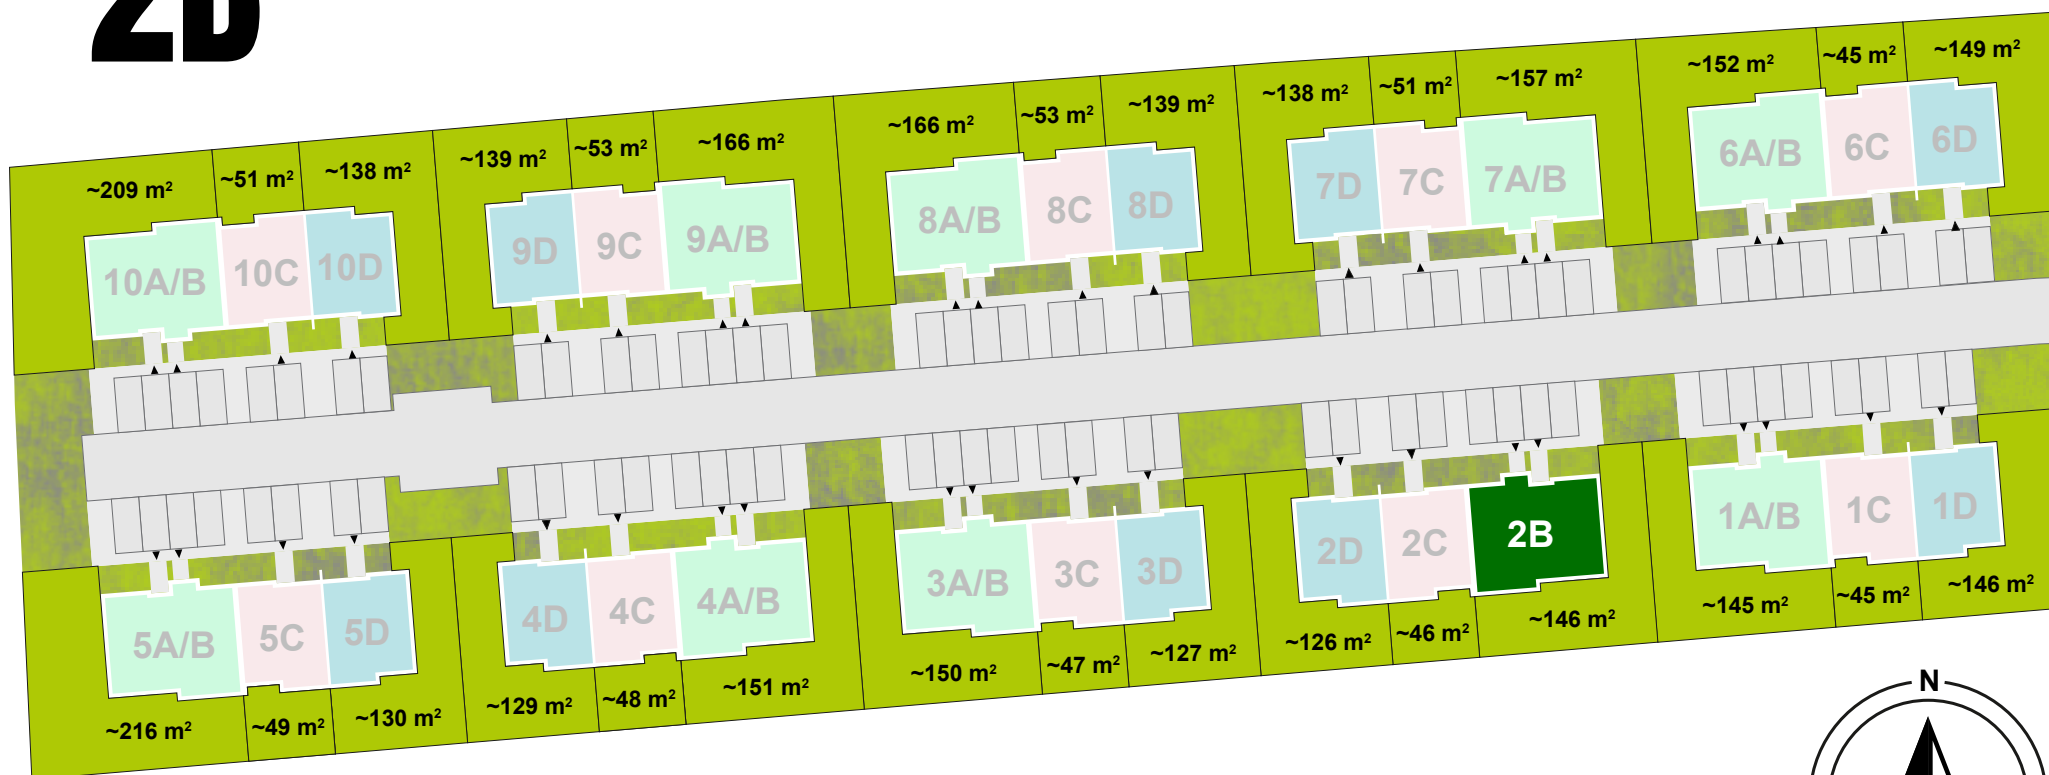 2B
~209 m²
~51 m²
~138 m²
~139 m²
~53 m²
~166 m²
~166 m²
~53 m²
~139 m²
~138 m²
~51 m²
~157 m²
~152 m²
~45 m²
~149 m²
10A/B
10C
10D
9D
9C
9A/B
8A/B
8C
8D
7D
7C
7A/B
6A/B
6C
6D
5A/B
5C
5D
4D
4C
4A/B
3A/B
3C
3D
2D
2C
2B
1A/B
1C
1D
~216 m²
~49 m²
~130 m²
~129 m²
~48 m²
~151 m²
~150 m²
~47 m²
~127 m²
~126 m²
~46 m²
~146 m²
~145 m²
~45 m²
~146 m²
N